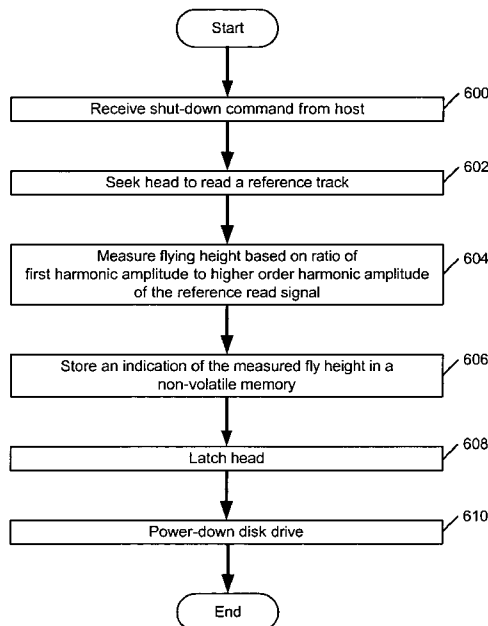 Start
600
Receive shut-down command from host
602
Seek head to read a reference track
604
Measure flying height based on ratio of
first harmonic amplitude to higher order harmonic amplitude
of the reference read signal
606
Store an indication of the measured fly height in a
non-volatile memory
608
Latch head
610
Power-down disk drive
End